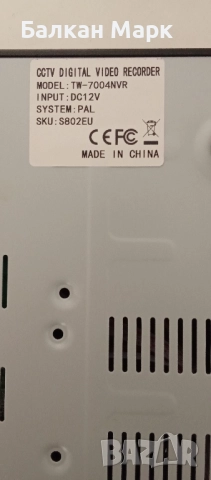 Балкан Марк
CCTV DIGITAL VIDEO RECORDER
MODEL: TW-7004NVR
INPUT: DC12V
SYSTEM: PAL
SKU: S802EU
CE FC
MADE IN CHINA
BAZAR